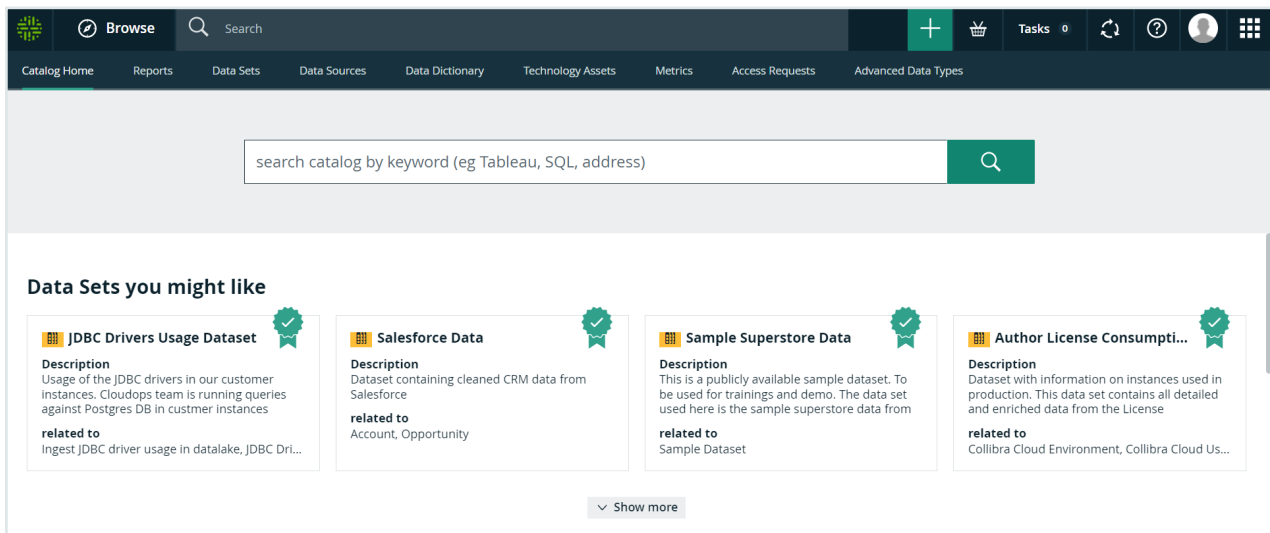 Browse
Search
Tasks 0
Catalog Home Reports Data Sets Data Sources Data Dictionary Technology Assets Metrics Access Requests Advanced Data Types
search catalog by keyword (eg Tableau, SQL, address)
Data Sets you might like
JDBC Drivers Usage Dataset
Description
Usage of the JDBC drivers in our customer
instances. Cloudops team is running queries
against Postgres DB in custmer instances
related to
Ingest JDBC driver usage in datalake, JDBC Dri...
Salesforce Data
Description
Dataset containing cleaned CRM data from
Salesforce
related to
Account, Opportunity
Sample Superstore Data
Description
This is a publicly available sample dataset. To
be used for trainings and demo. The data set
used here is the sample superstore data from
related to
Sample Dataset
Author License Consumpti...
Description
Dataset with information on instances used in
production. This data set contains all detailed
and enriched data from the License
related to
Collibra Cloud Environment, Collibra Cloud Us...
Show more